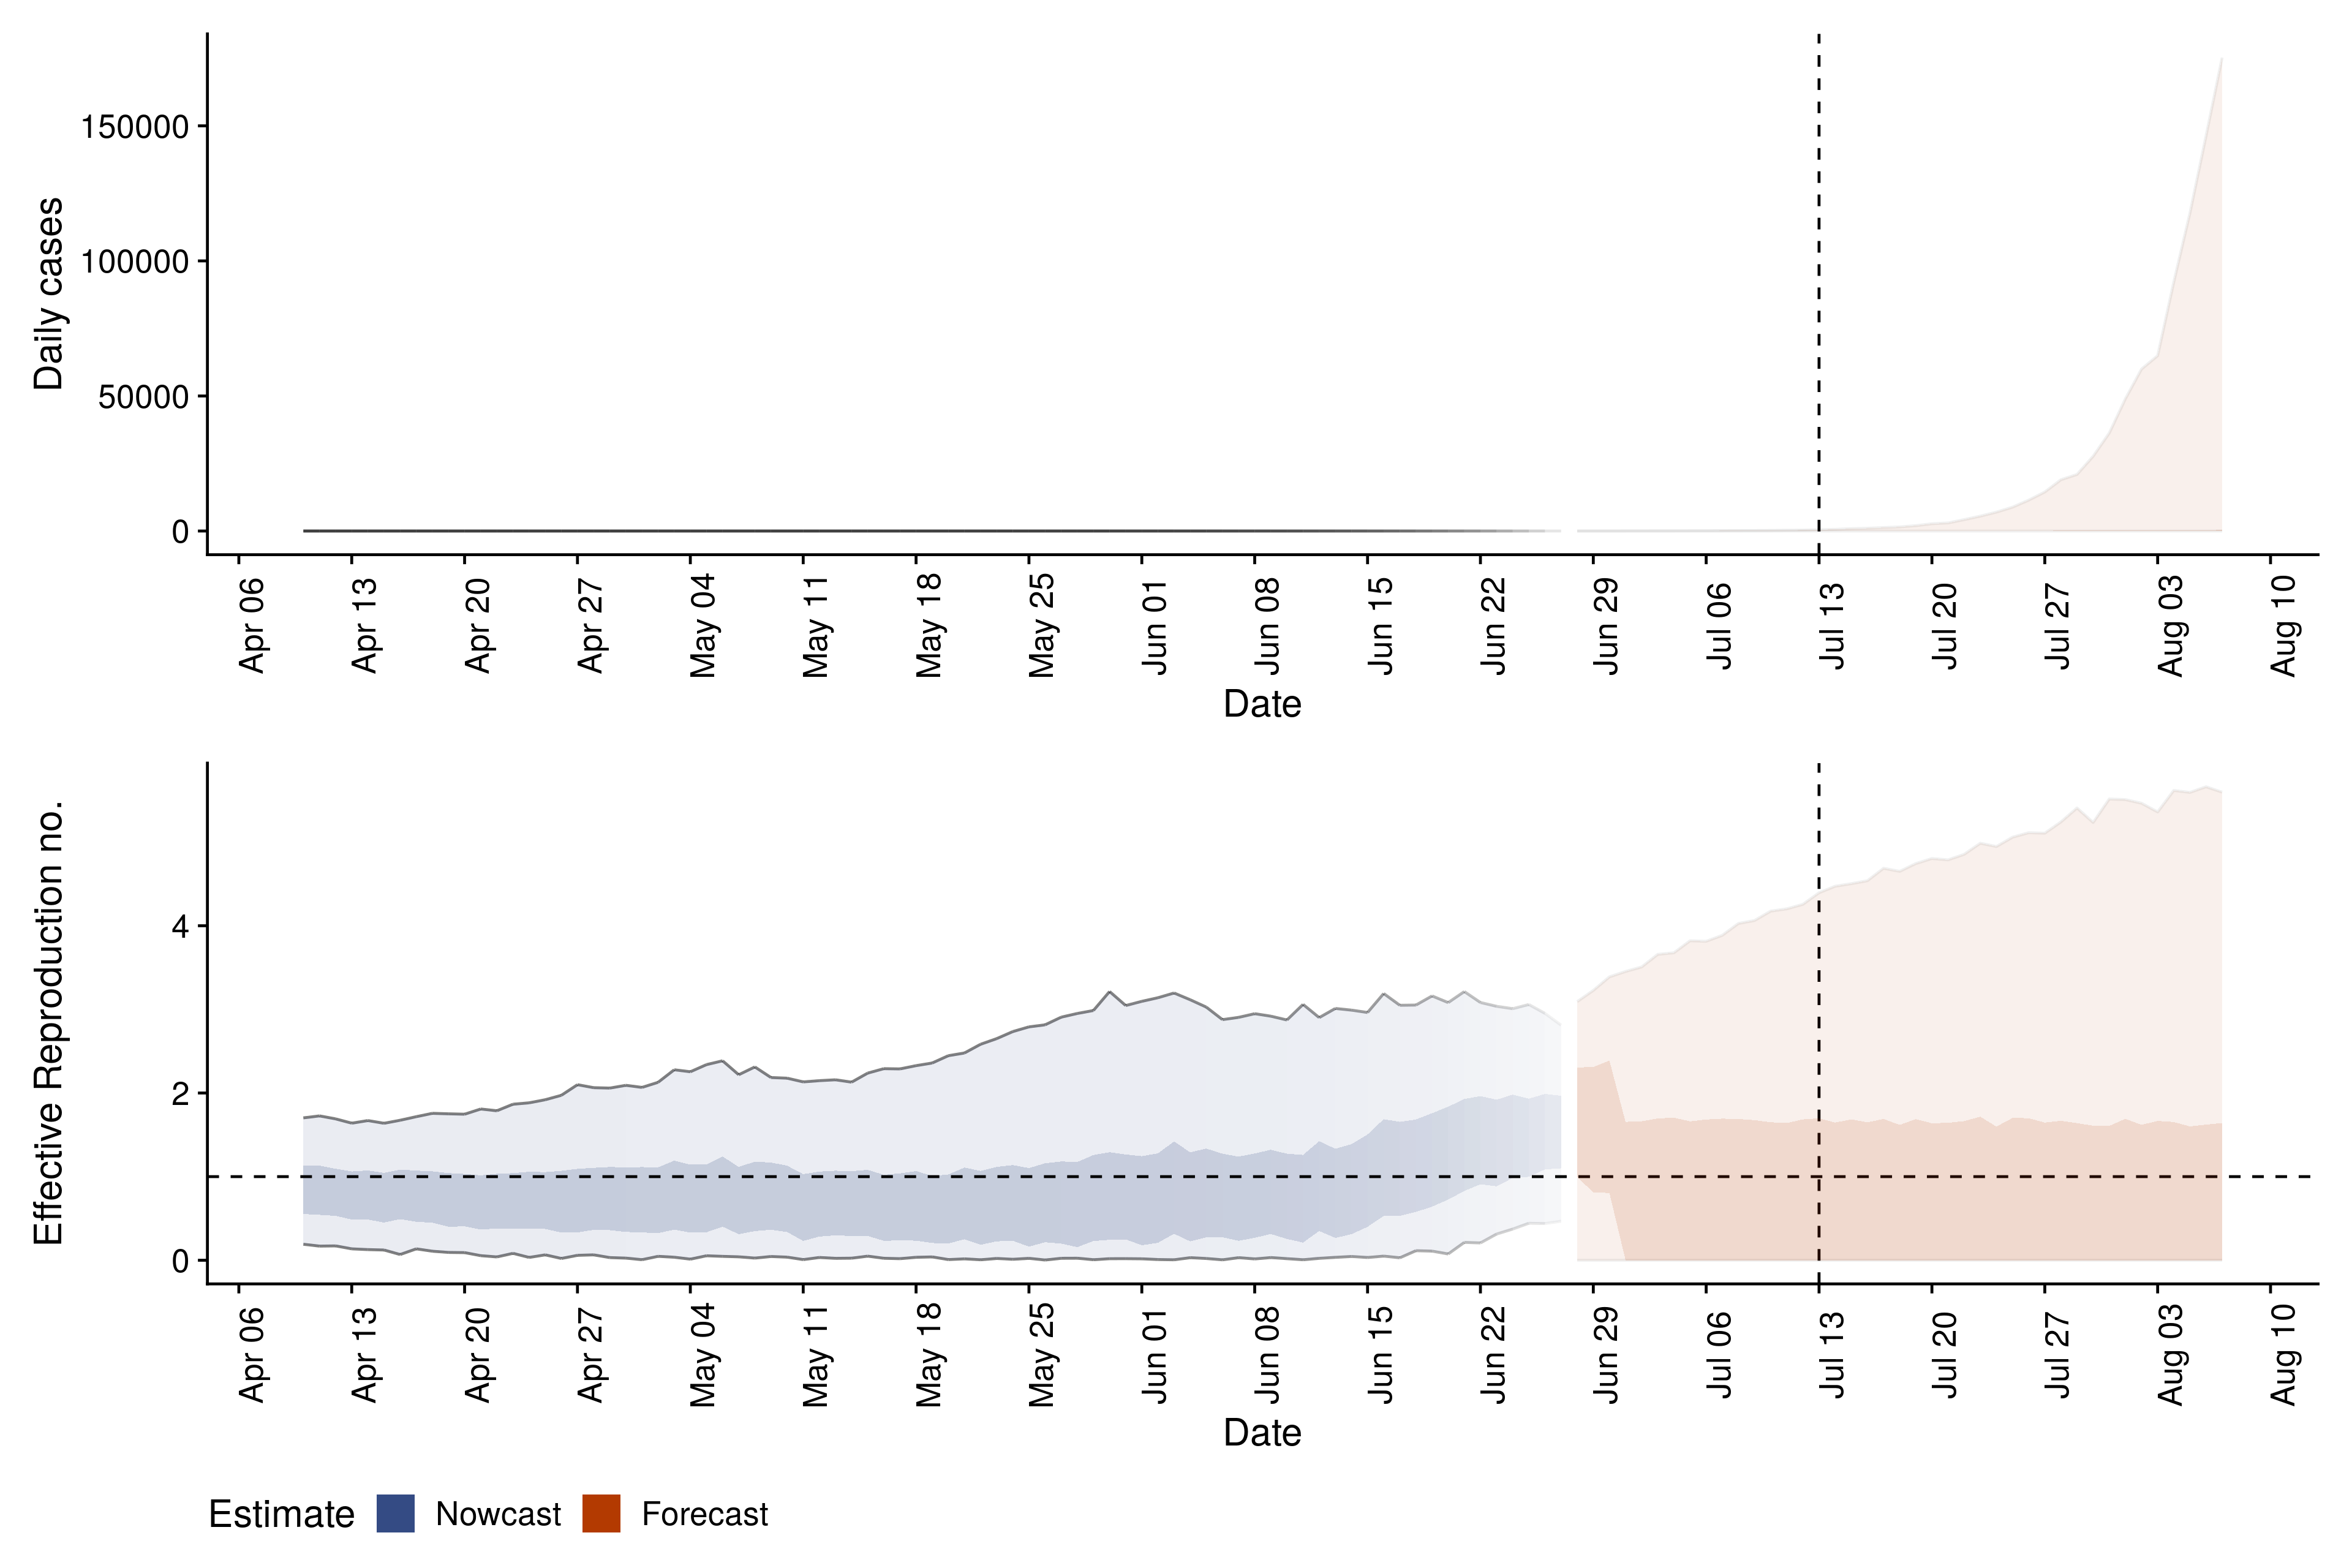 Daily cases
150000
100000
50000
0
Apr 06
Apr 13
Apr 20
Apr 27
May 04
May 11
May 18
May 25
Jun 01
Jun 08
Jun 15
Jun 22
Jun 29
Jul 06
Jul 13
Jul 20
Jul 27
Aug 03
Aug 10
Date
Effective Reproduction no.
4
2
0
Apr 06
Apr 13
Apr 20
Apr 27
May 04
May 11
May 18
May 25
Jun 01
Jun 08
Jun 15
Jun 22
Jun 29
Jul 06
Jul 13
Jul 20
Jul 27
Aug 03
Aug 10
Date
Estimate Nowcast Forecast